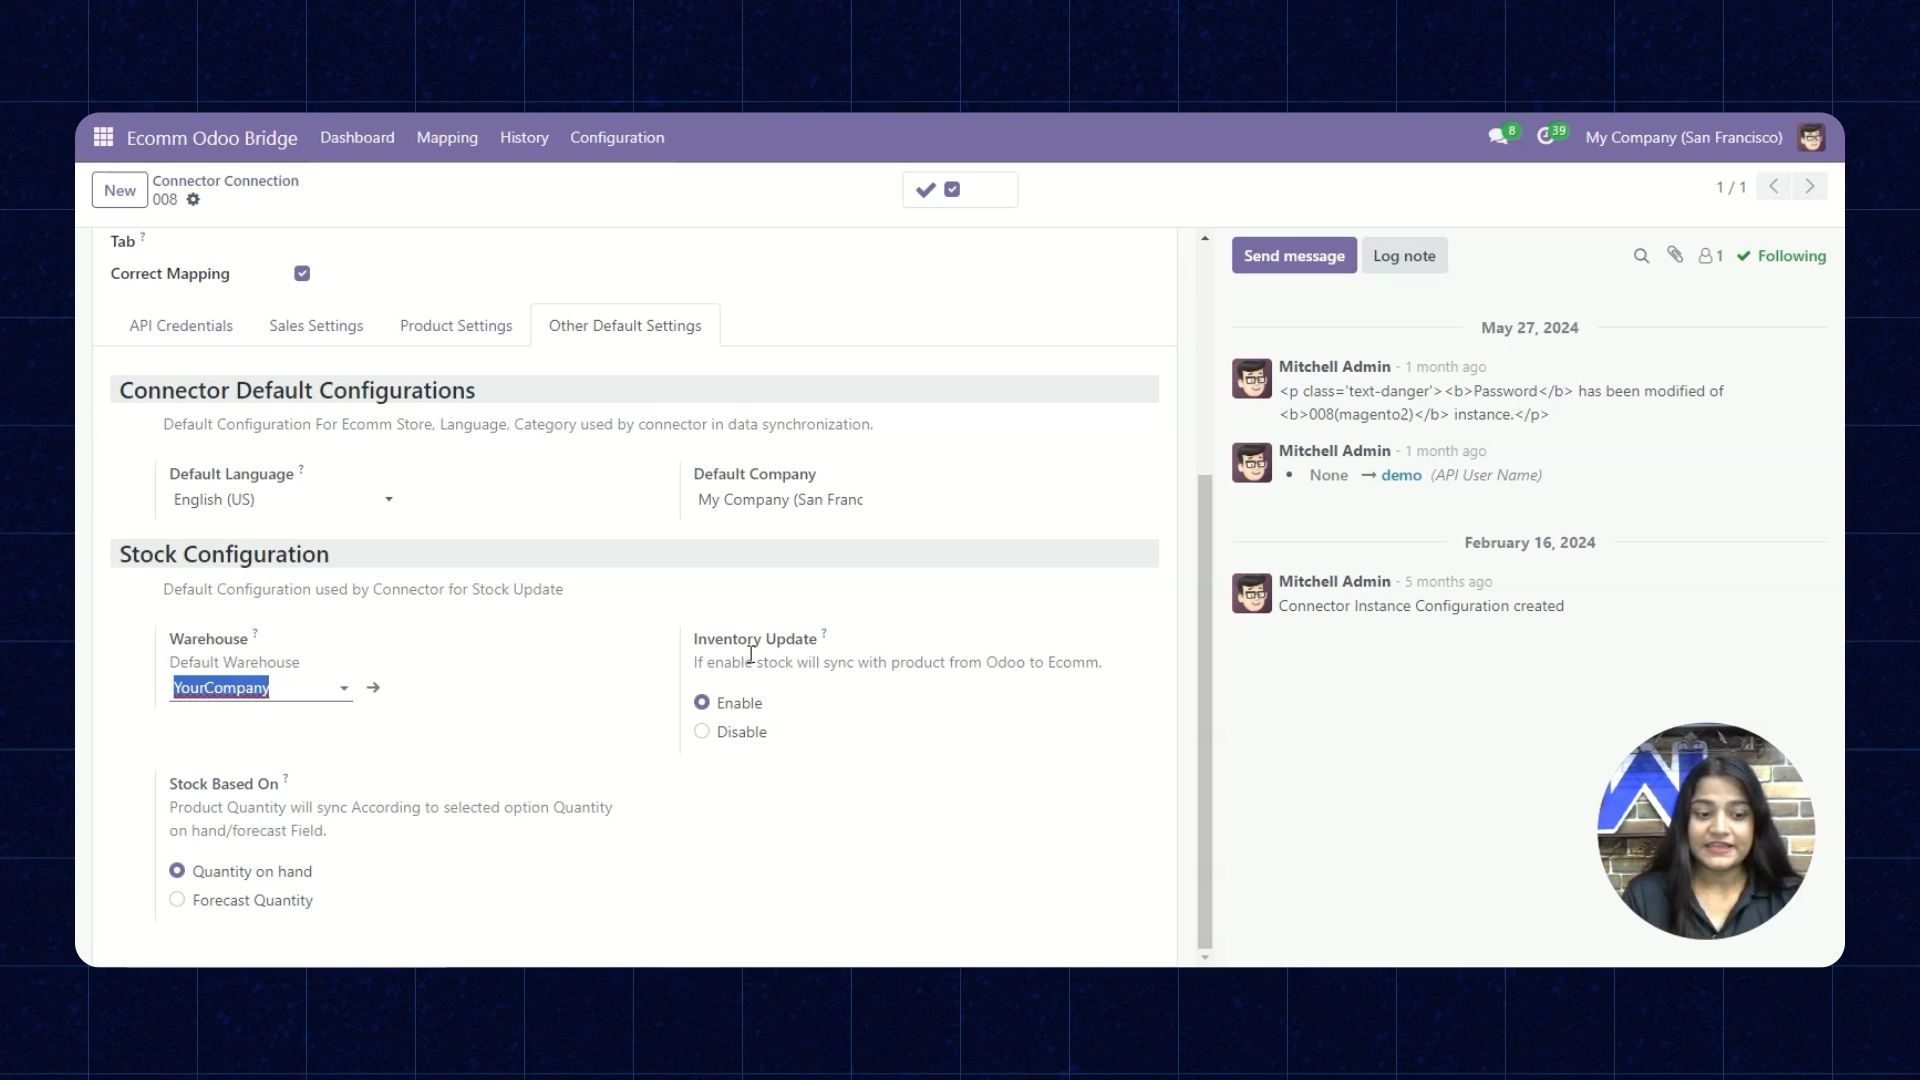 Ecomm Odoo Bridge Dashboard Mapping History Configuration 8 39 My Company (San Francisco)
New Connector Connection 1 / 1
008
Tab ?
Correct Mapping
API Credentials Sales Settings Product Settings Other Default Settings
Connector Default Configurations
Default Configuration For Ecomm Store, Language, Category used by connector in data synchronization.
Default Language ? Default Company
English (US) My Company (San Franc
Stock Configuration
Default Configuration used by Connector for Stock Update
Warehouse ? Inventory Update ?
Default Warehouse If enable stock will sync with product from Odoo to Ecomm.
YourCompany
Enable
Disable
Stock Based On ?
Product Quantity will sync According to selected option Quantity
on hand/forecast Field.
Quantity on hand
Forecast Quantity
Send message Log note 1 Following
May 27, 2024
Mitchell Admin - 1 month ago
<p class='text-danger'><b>Password</b> has been modified of
<b>008(magento2)</b> instance.</p>
Mitchell Admin - 1 month ago
• None → demo (API User Name)
February 16, 2024
Mitchell Admin - 5 months ago
Connector Instance Configuration created